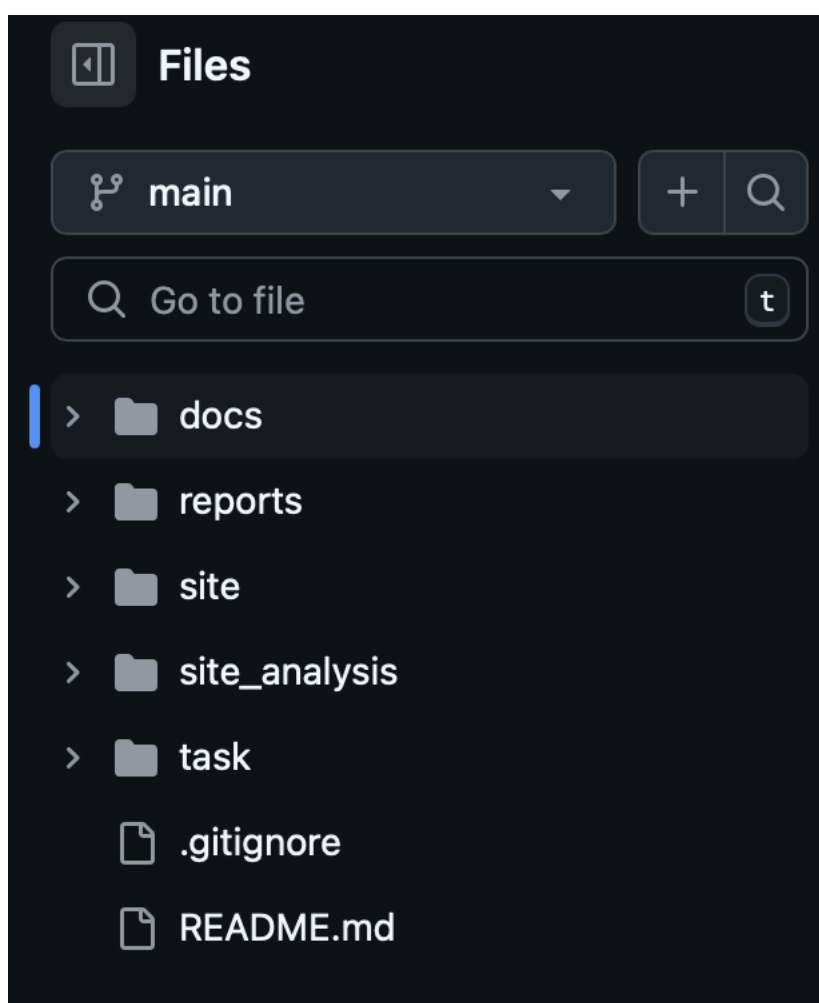 Files
main
Go to file t
docs
reports
site
site_analysis
task
.gitignore
README.md